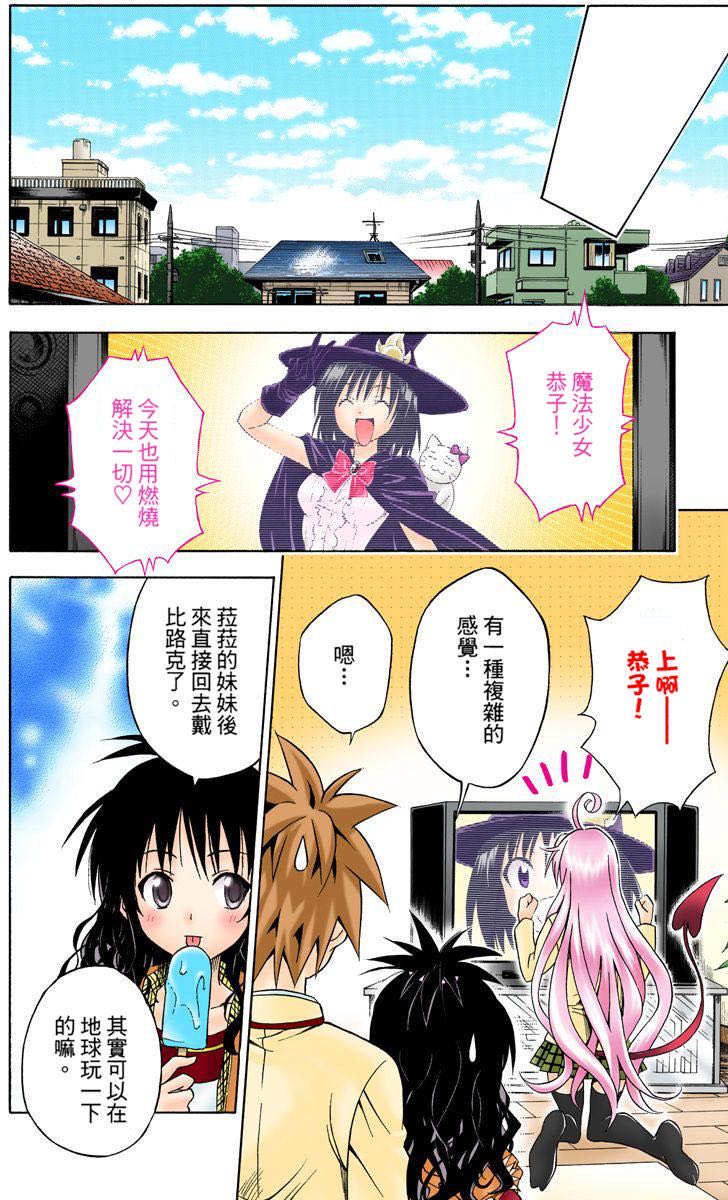 魔法少女
恭子！
今天也用燃燒
解決一切♡
上啊——
恭子！
有一種複雜的
感覺…
嗯…
菈菈的妹妹後
來直接回去戴
比路克了。
其實可以在
地球玩一下
的嘛。